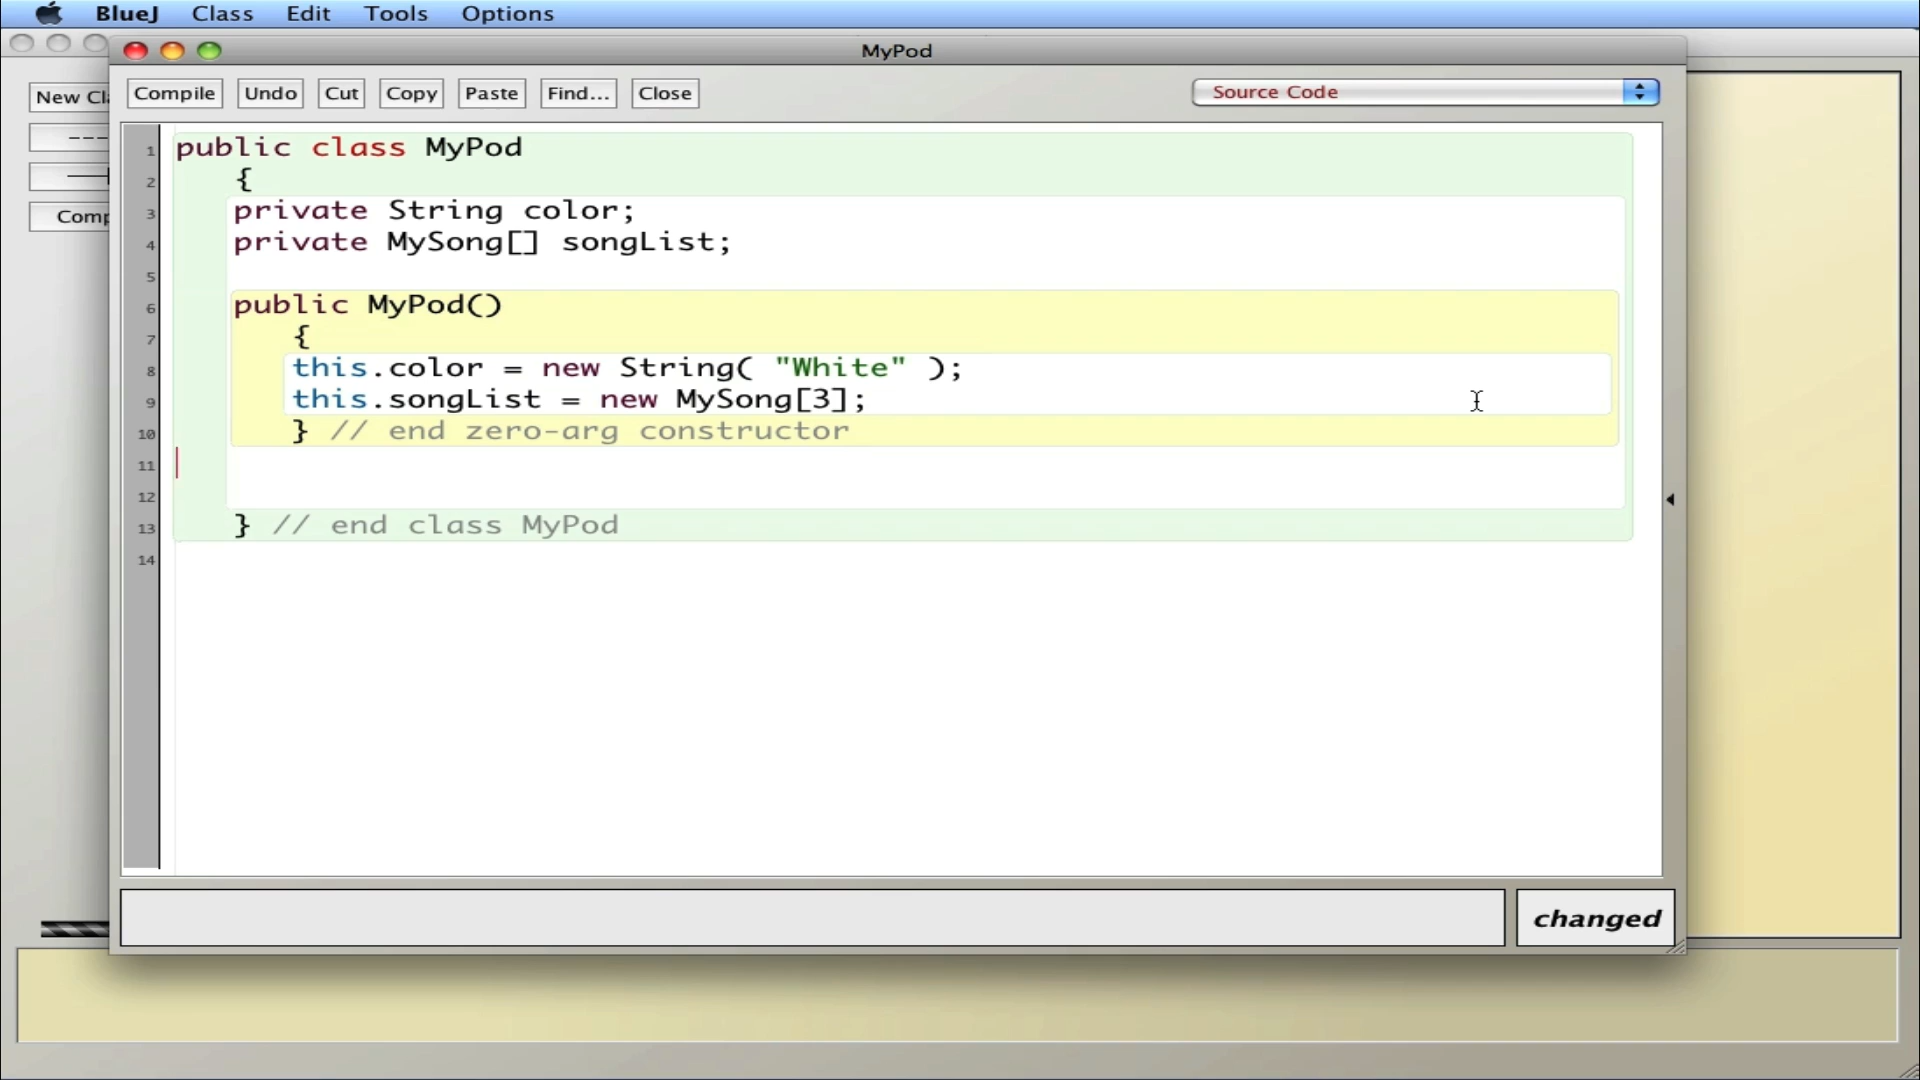 BlueJ Class Edit Tools Options
MyPod
New Cl
Comp
Compile Undo Cut Copy Paste Find... Close Source Code
1 public class MyPod
2 {
3 private String color;
4 private MySong[] songList;
5
6 public MyPod()
7 {
8 this.color = new String( "White" );
9 this.songList = new MySong[3];
10 } // end zero-arg constructor
11
12
13 } // end class MyPod
14
changed